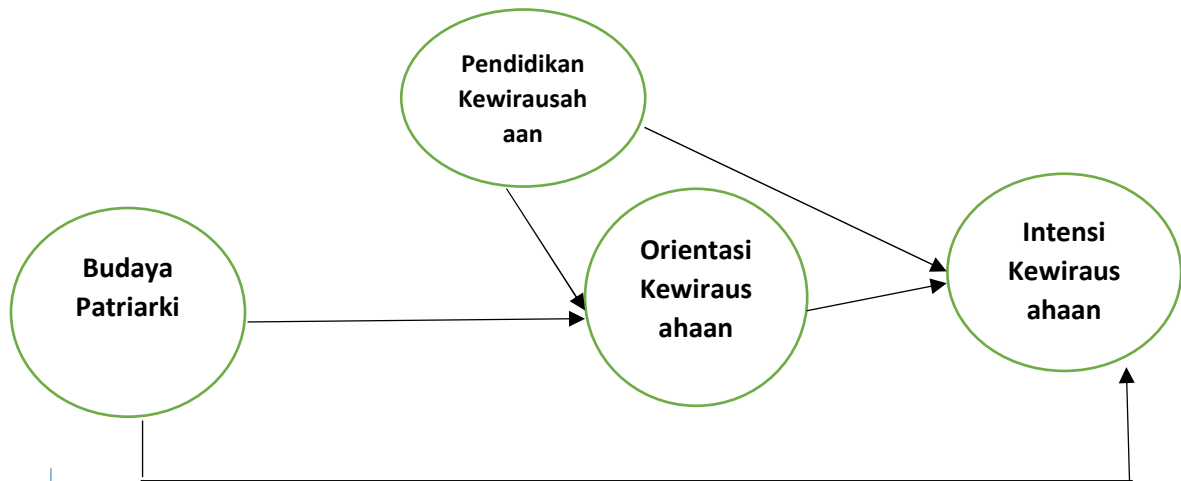 Pendidikan
Kewirausah
aan
Budaya
Patriarki
Orientasi
Kewiraus
ahaan
Intensi
Kewiraus
ahaan